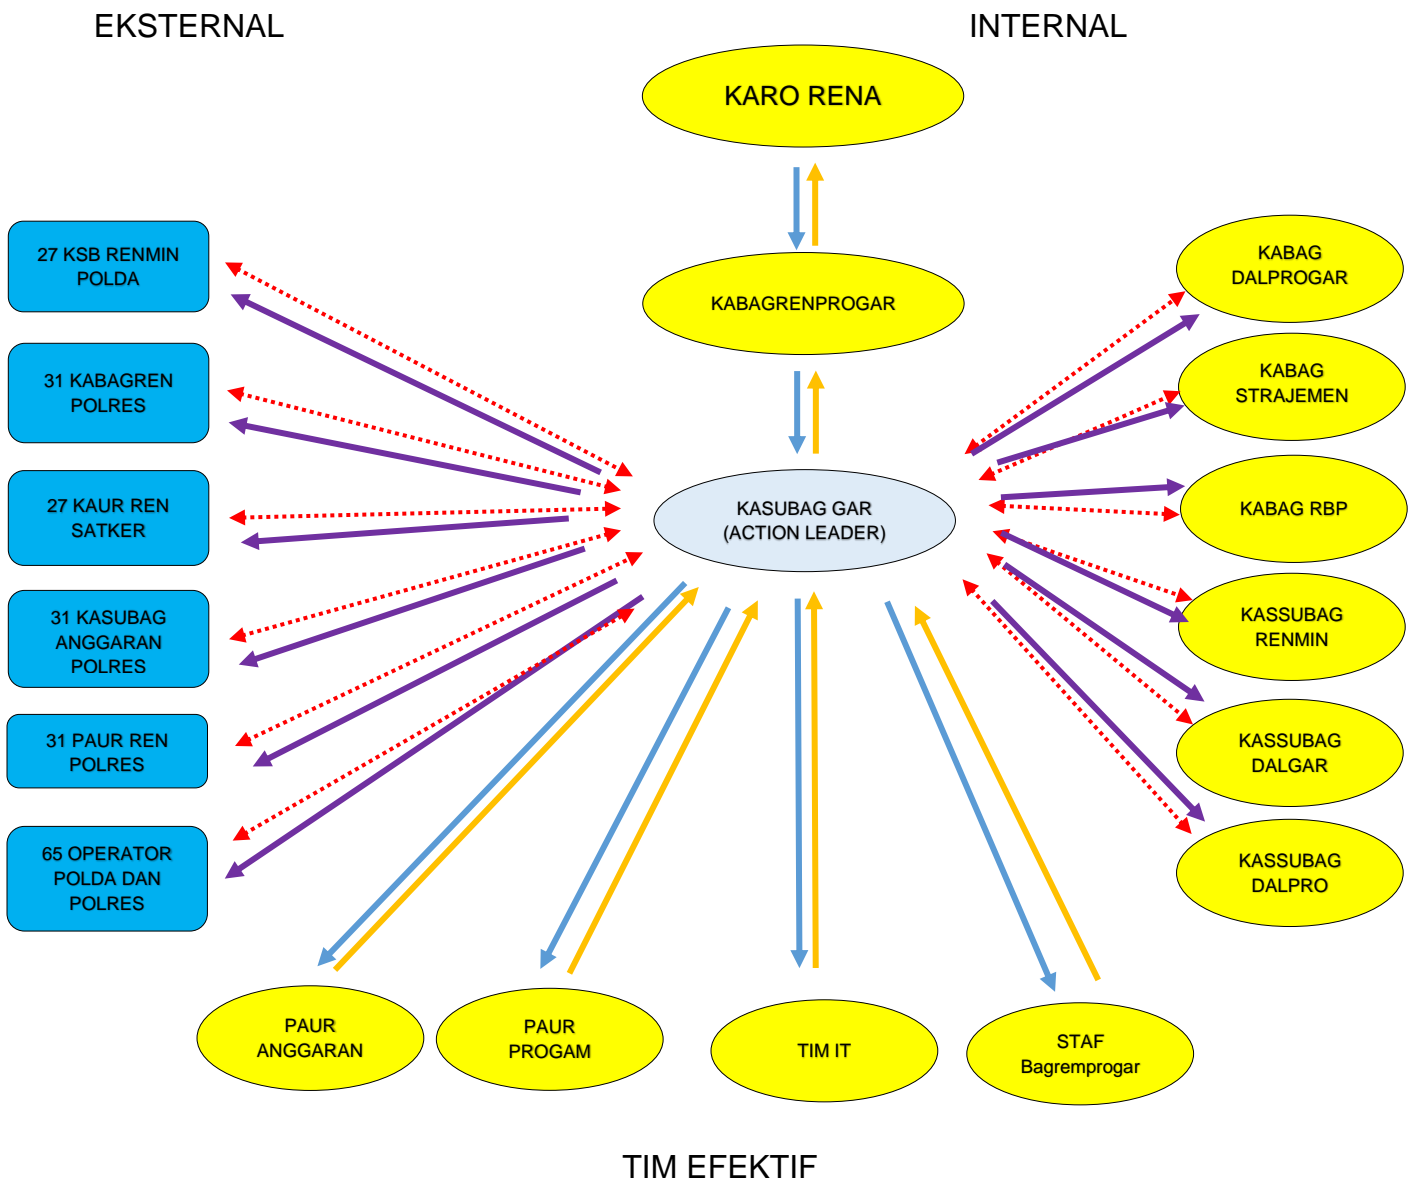 EKSTERNAL
INTERNAL
KARO RENA
KABAGRENPROGAR
KASUBAG GAR
(ACTION LEADER)
27 KSB RENMIN
POLDA
31 KABAGREN
POLRES
27 KAUR REN
SATKER
31 KASUBAG
ANGGARAN
POLRES
31 PAUR REN
POLRES
65 OPERATOR
POLDA DAN
POLRES
KABAG
DALPROGAR
KABAG
STRAJEMEN
KABAG RBP
KASSUBAG
RENMIN
KASSUBAG
DALGAR
KASSUBAG
DALPRO
PAUR
ANGGARAN
PAUR
PROGAM
TIM IT
STAF
Bagremprogar
TIM EFEKTIF